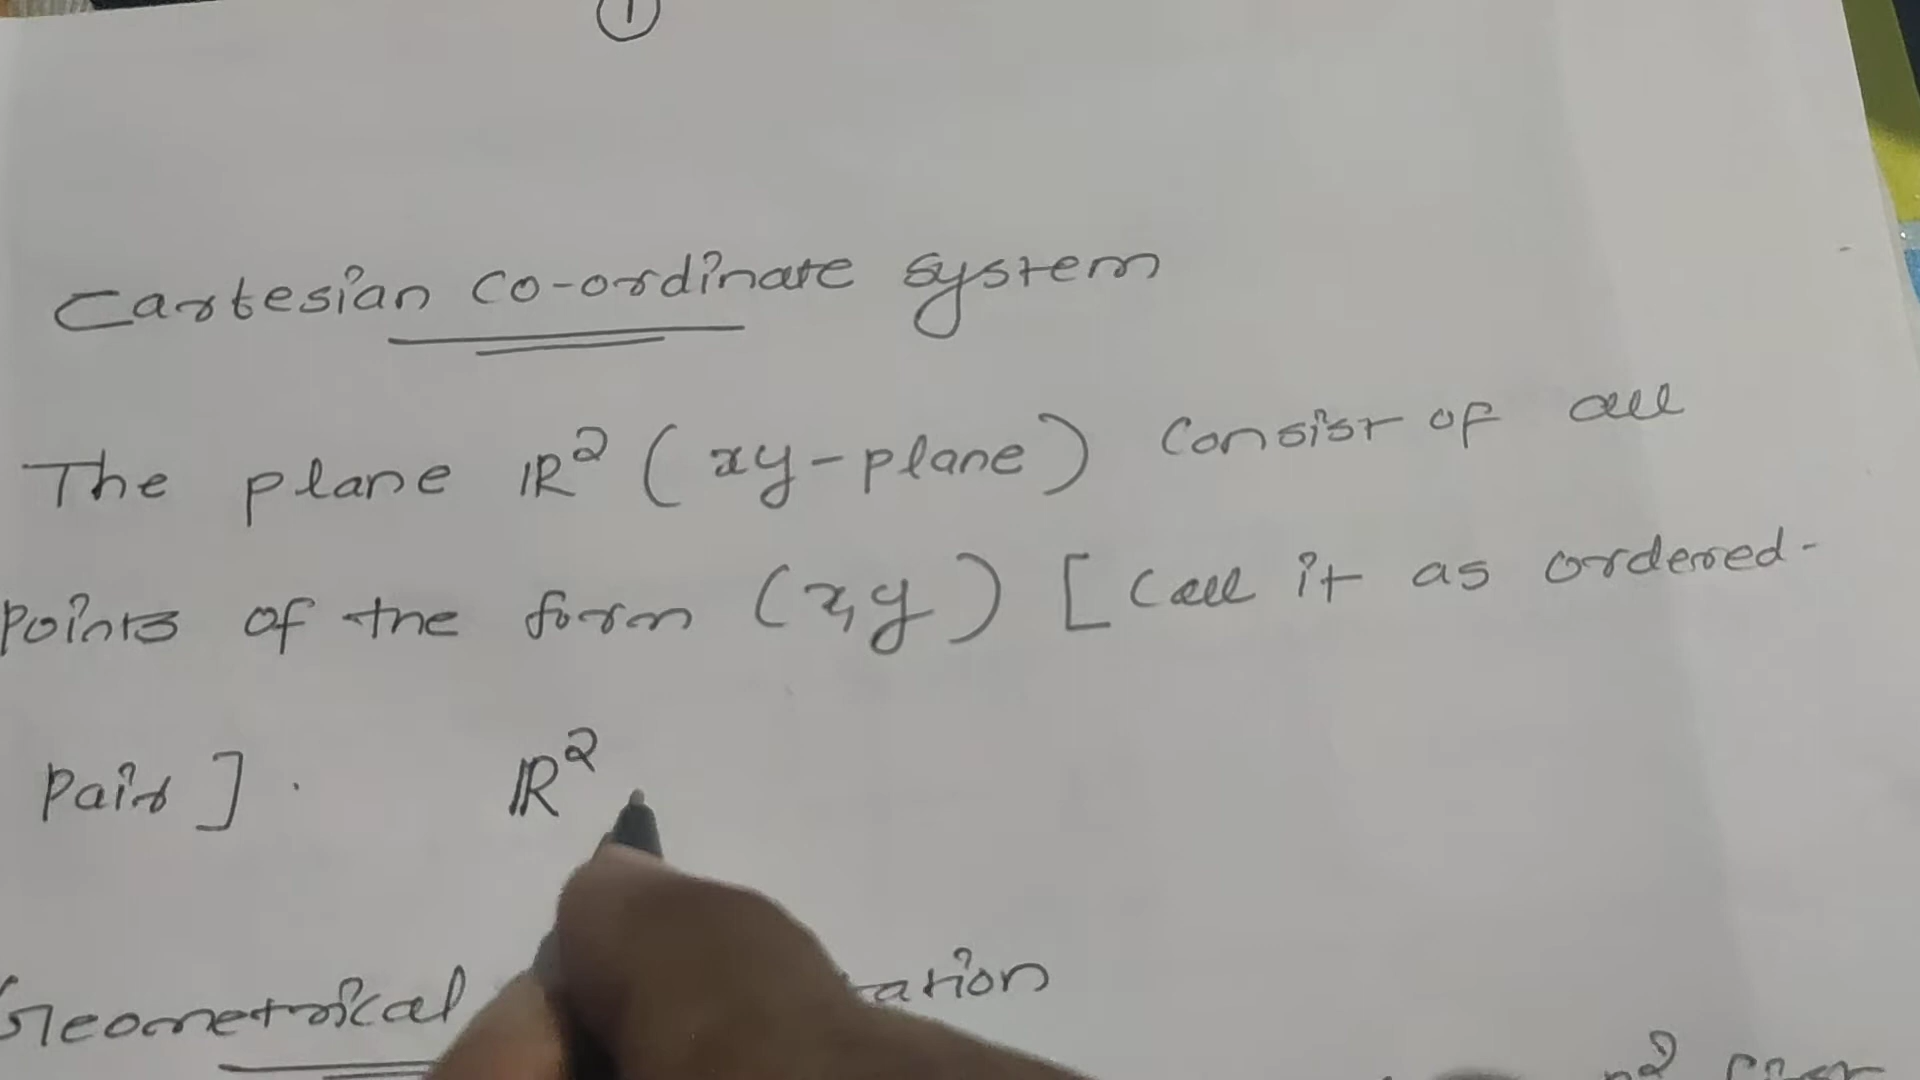 1
Cartesian co-ordinate system
The plane ℝ² (xy-plane) consist of all
Points of the form (x,y) [call it as ordered-
Pair]. ℝ²
Geometrical